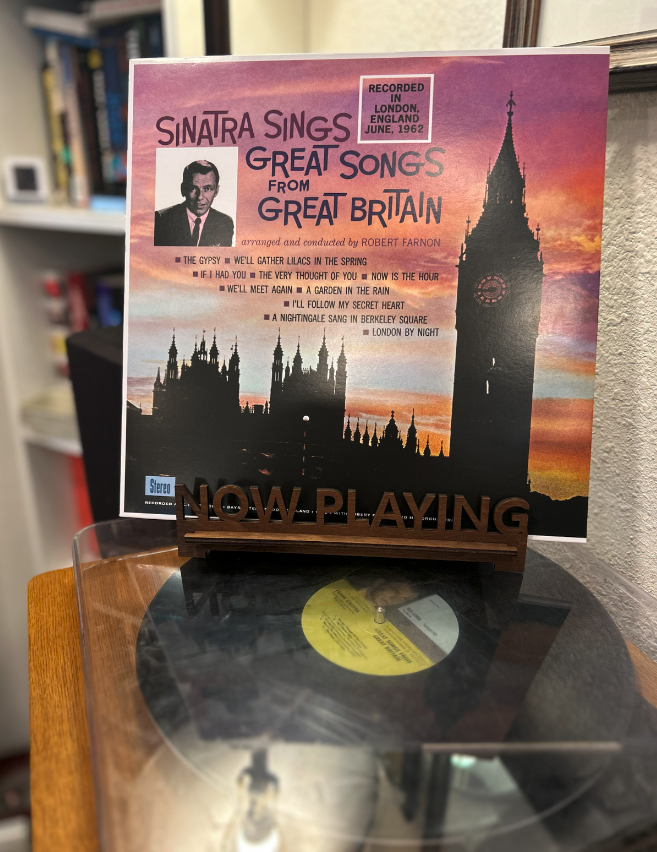 RECORDED
IN
LONDON,
ENGLAND
JUNE, 1962
SINATRA SINGS
GREAT SONGS
FROM
GREAT BRITAIN
arranged and conducted by ROBERT FARNON
■ THE GYPSY ■ WE'LL GATHER LILACS IN THE SPRING
■ IF I HAD YOU ■ THE VERY THOUGHT OF YOU ■ NOW IS THE HOUR
■ WE'LL MEET AGAIN ■ A GARDEN IN THE RAIN
■ I'LL FOLLOW MY SECRET HEART
■ A NIGHTINGALE SANG IN BERKELEY SQUARE
■ LONDON BY NIGHT
Stereo
NOW PLAYING